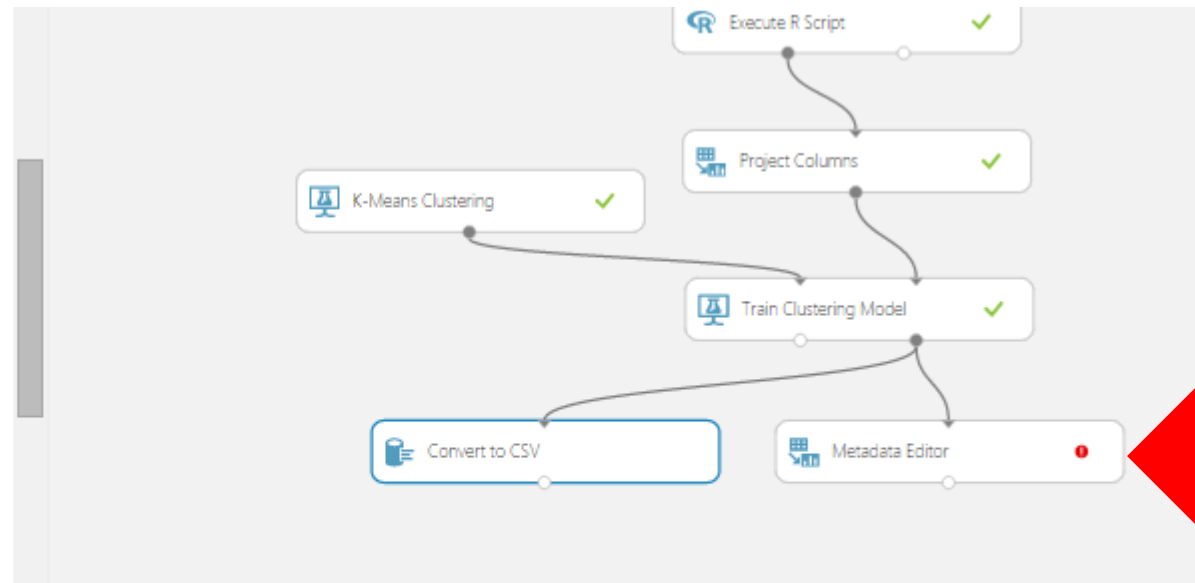 Execute R Script
Project Columns
K-Means Clustering
Train Clustering Model
Convert to CSV
Metadata Editor